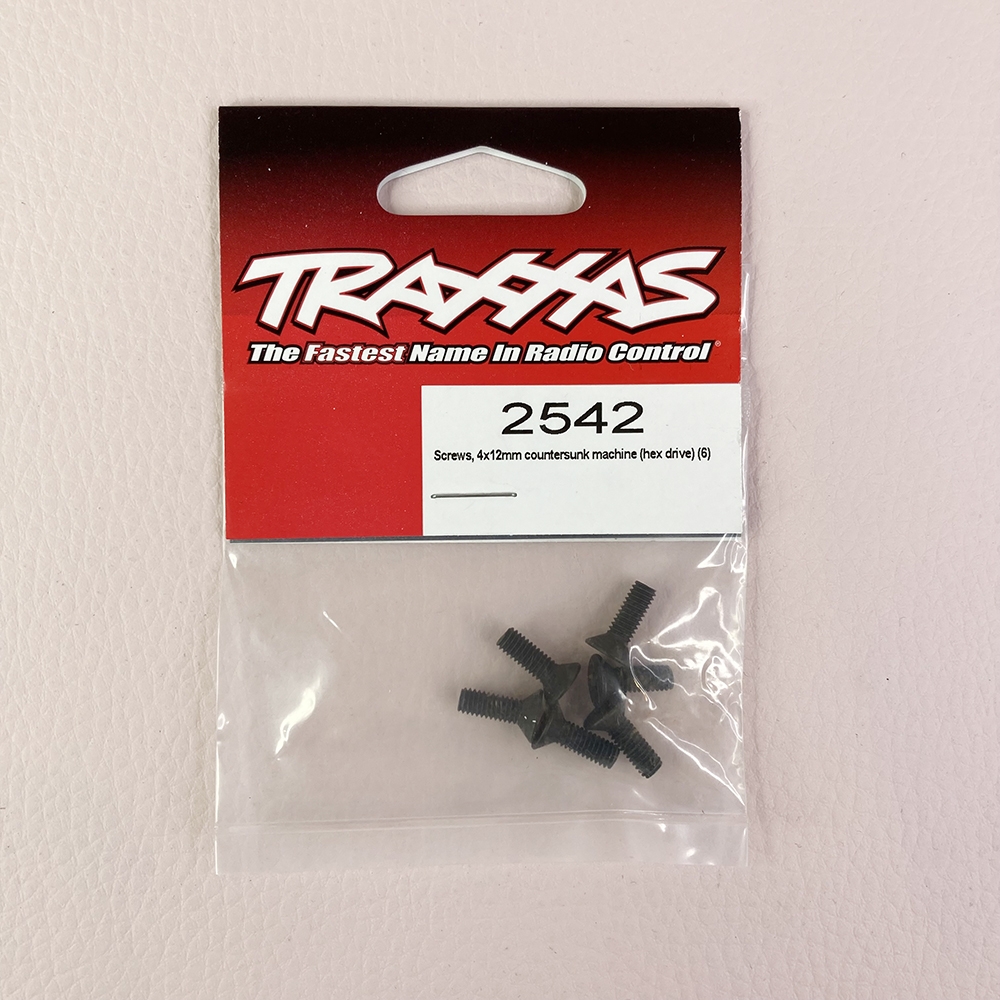 TRAXXAS
The Fastest Name In Radio Control®
2542
Screws, 4x12mm countersunk machine (hex drive) (6)